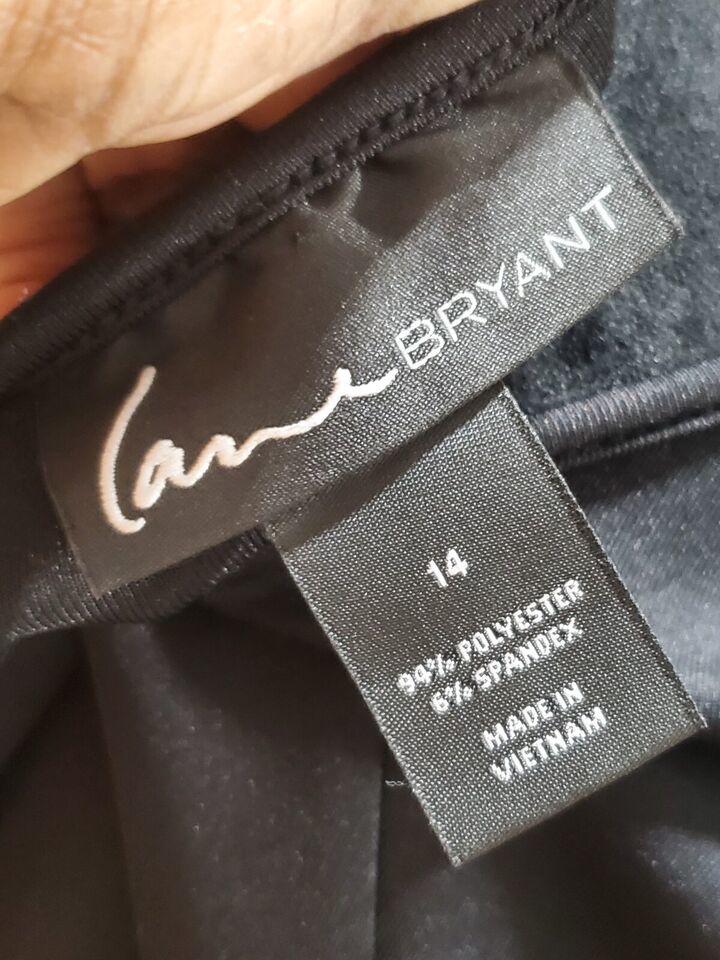 Lane BRYANT
14
94% POLYESTER
6% SPANDEX
MADE IN
VIETNAM